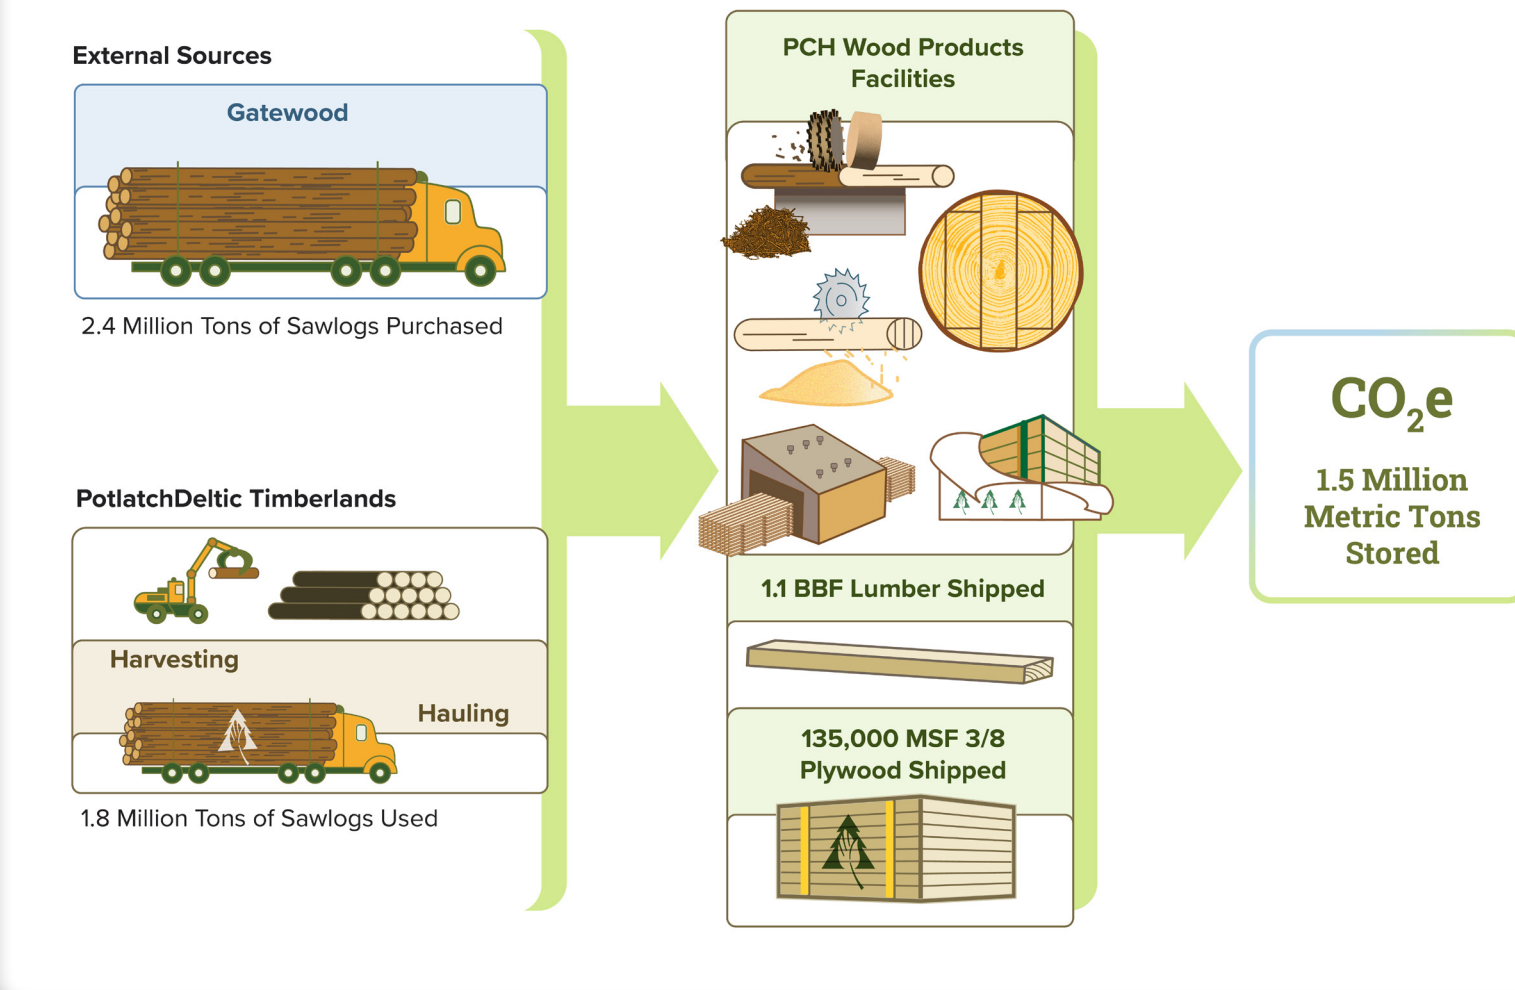 External Sources
Gatewood
2.4 Million Tons of Sawlogs Purchased
PotlatchDeltic Timberlands
Harvesting
Hauling
1.8 Million Tons of Sawlogs Used
PCH Wood Products
Facilities
1.1 BBF Lumber Shipped
135,000 MSF 3/8
Plywood Shipped
CO₂e
1.5 Million
Metric Tons
Stored